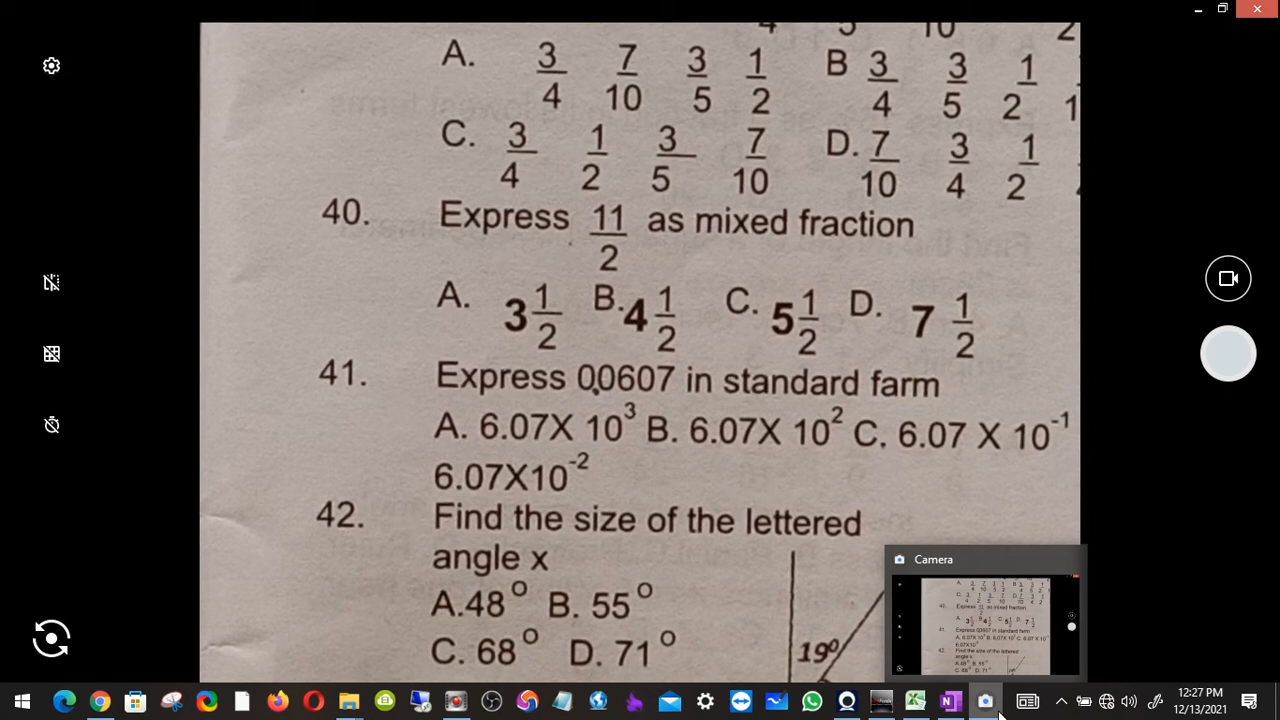 A. 3/4 7/10 3/5 1/2 B 3/4 3/5 1/2
C. 3/4 1/2 3/5 7/10 D. 7/10 3/4 1/2
40. Express 11/2 as mixed fraction
A. 3 1/2 B. 4 1/2 C. 5 1/2 D. 7 1/2
41. Express 0.0607 in standard farm
A. 6.07X 10³ B. 6.07X 10² C. 6.07 X 10⁻¹
6.07X10⁻²
42. Find the size of the lettered
angle x
A.48° B. 55°
C. 68° D. 71°
19°
Camera
12:27 PM
12/13/2021